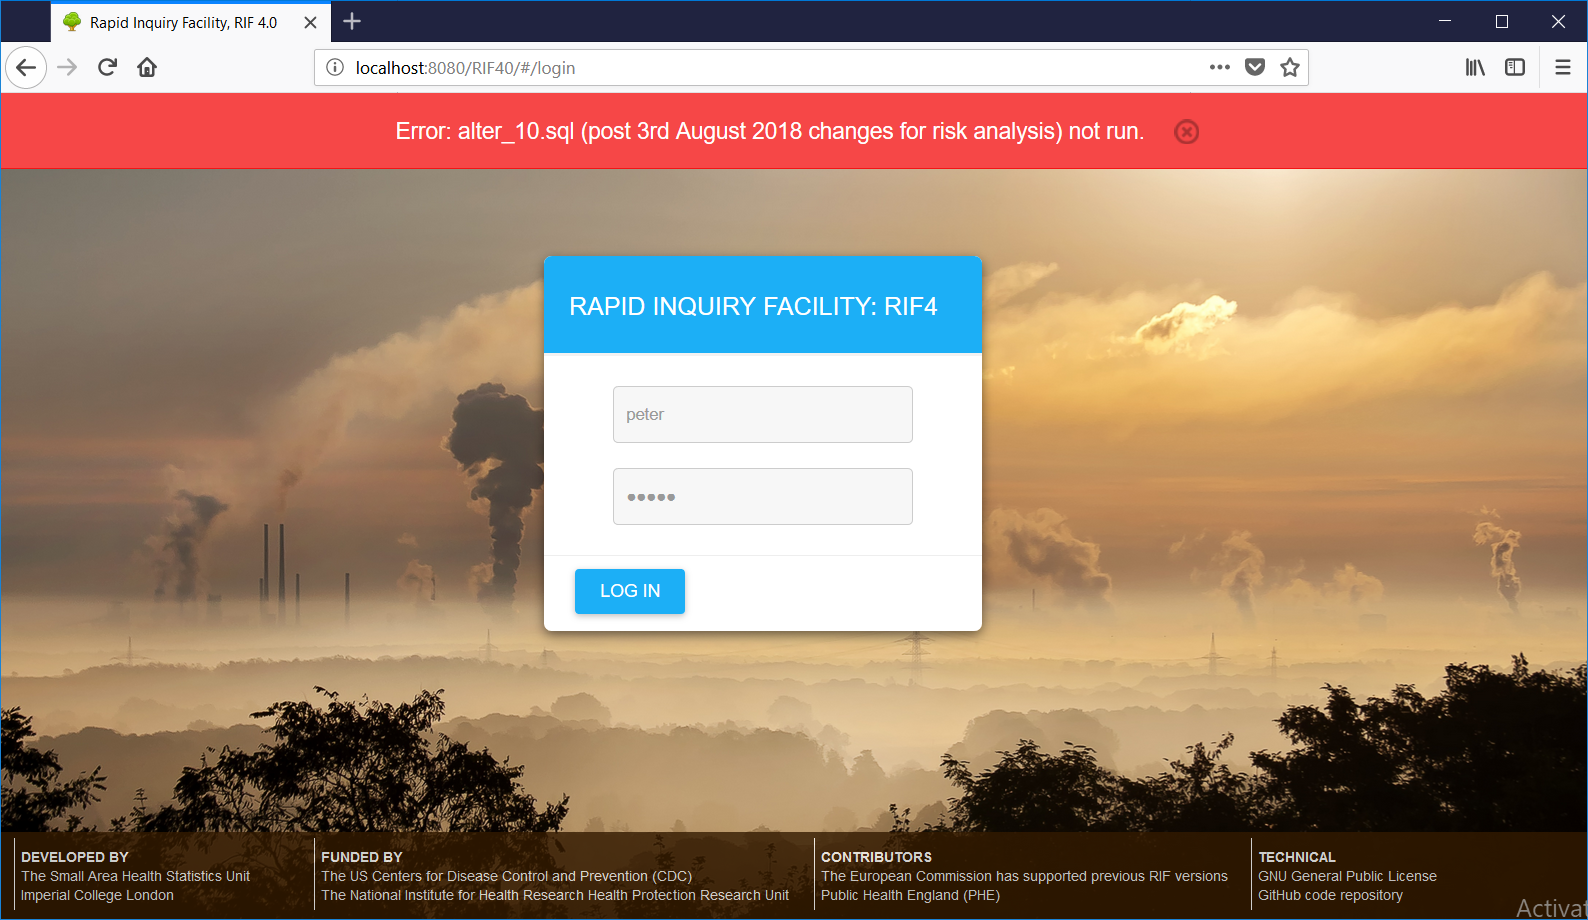 Rapid Inquiry Facility, RIF 4.0
localhost:8080/RIF40/#/login
Error: alter_10.sql (post 3rd August 2018 changes for risk analysis) not run.
RAPID INQUIRY FACILITY: RIF4
peter
LOG IN
DEVELOPED BY
The Small Area Health Statistics Unit
Imperial College London
FUNDED BY
The US Centers for Disease Control and Prevention (CDC)
The National Institute for Health Research Health Protection Research Unit
CONTRIBUTORS
The European Commission has supported previous RIF versions
Public Health England (PHE)
TECHNICAL
GNU General Public License
GitHub code repository
Activat